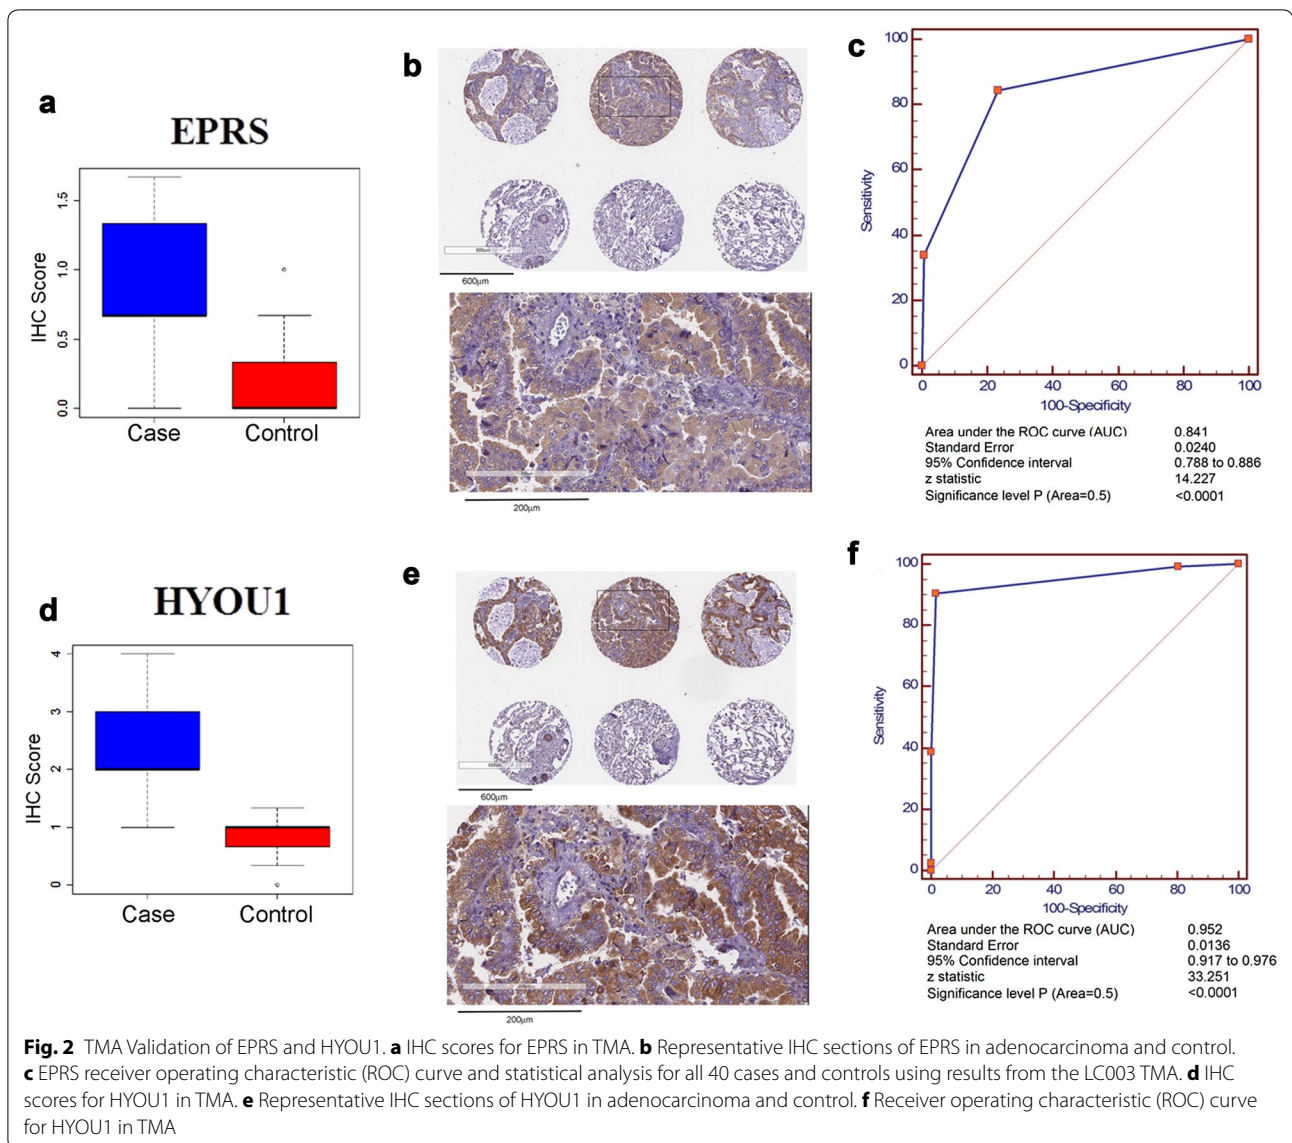 a
EPRS
IHC Score
0.0
0.5
1.0
1.5
Case
Control
b
600µm
200µm
c
Sensitivity
100
80
60
40
20
0
0 20 40 60 80 100
100-Specificity
Area under the ROC curve (AUC) 0.841
Standard Error 0.0240
95% Confidence interval 0.788 to 0.886
z statistic 14.227
Significance level P (Area=0.5) <0.0001
d
HYOU1
IHC Score
0
1
2
3
4
Case
Control
e
600µm
200µm
f
Sensitivity
100
80
60
40
20
0
0 20 40 60 80 100
100-Specificity
Area under the ROC curve (AUC) 0.952
Standard Error 0.0136
95% Confidence interval 0.917 to 0.976
z statistic 33.251
Significance level P (Area=0.5) <0.0001
Fig. 2 TMA Validation of EPRS and HYOU1. a IHC scores for EPRS in TMA. b Representative IHC sections of EPRS in adenocarcinoma and control.
c EPRS receiver operating characteristic (ROC) curve and statistical analysis for all 40 cases and controls using results from the LC003 TMA. d IHC
scores for HYOU1 in TMA. e Representative IHC sections of HYOU1 in adenocarcinoma and control. f Receiver operating characteristic (ROC) curve
for HYOU1 in TMA